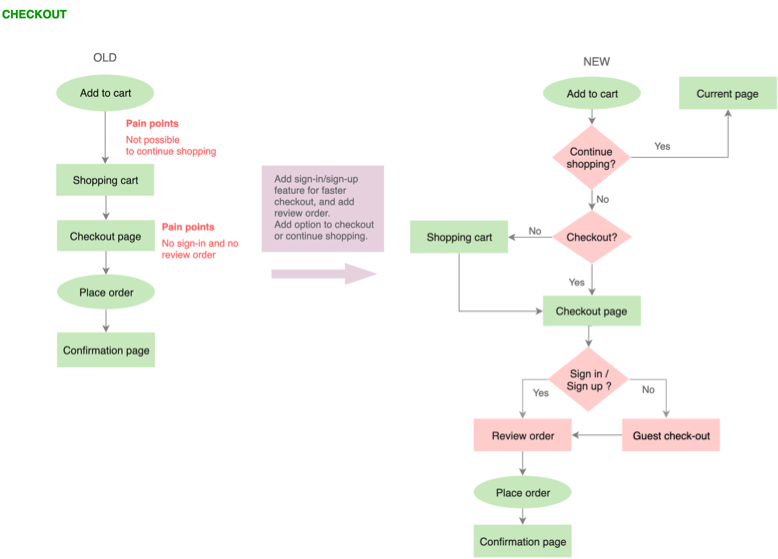 CHECKOUT
OLD
Add to cart
Pain points
Not possible
to continue shopping
Shopping cart
Checkout page
Pain points
No sign-in and no
review order
Place order
Confirmation page
Add sign-in/sign-up
feature for faster
checkout, and add
review order.
Add option to checkout
or continue shopping.
NEW
Add to cart
Current page
Continue
shopping?
Yes
No
Shopping cart
No
Checkout?
Yes
Checkout page
Sign in /
Sign up ?
Yes
No
Review order
Guest check-out
Place order
Confirmation page